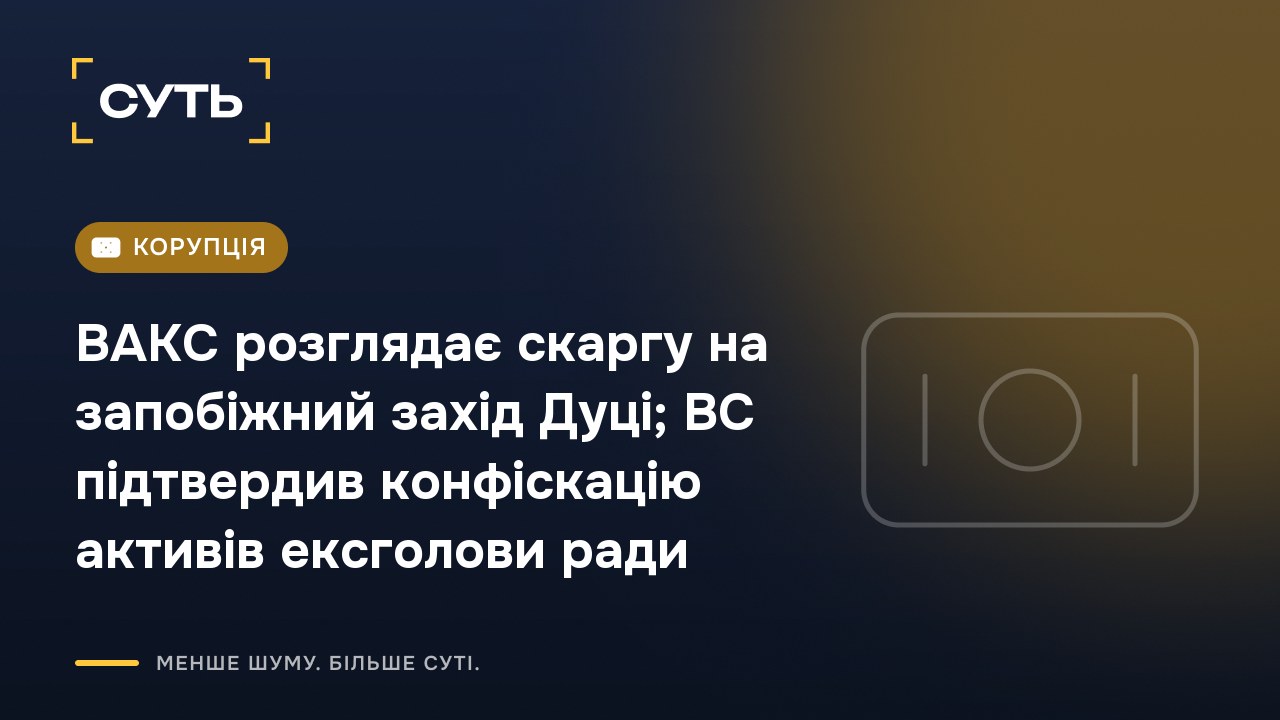 СУТЬ
КОРУПЦІЯ
ВАКС розглядає скаргу на
запобіжний захід Дуці; ВС
підтвердив конфіскацію
активів ексголови ради
МЕНШЕ ШУМУ. БІЛЬШЕ СУТІ.